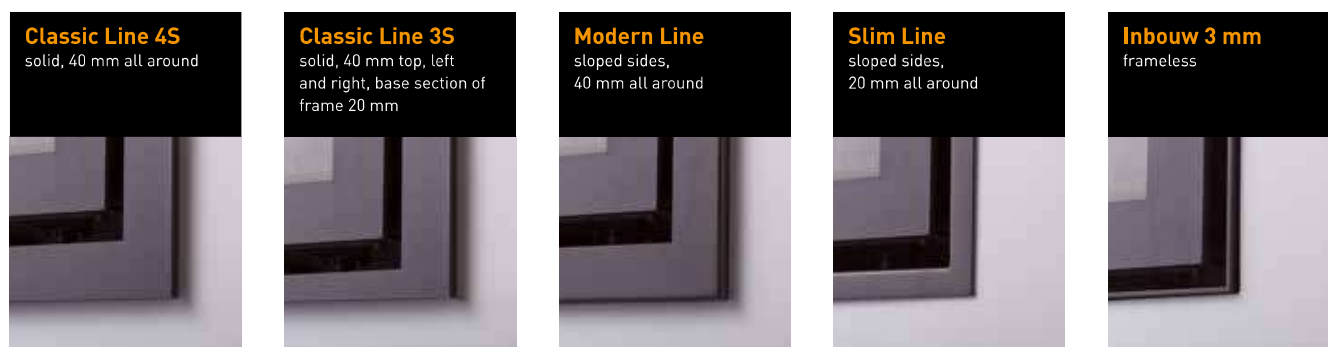 Classic Line 4S
solid, 40 mm all around
Classic Line 3S
solid, 40 mm top, left
and right, base section of
frame 20 mm
Modern Line
sloped sides,
40 mm all around
Slim Line
sloped sides,
20 mm all around
Inbouw 3 mm
frameless